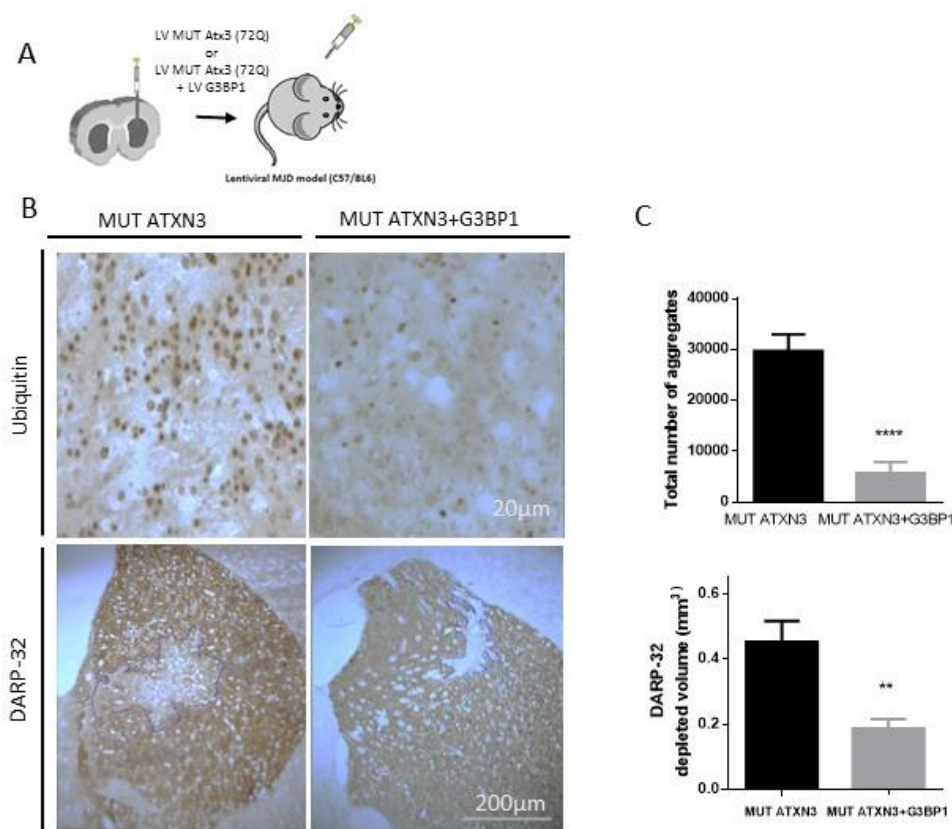 A
LV MUT Atx3 (72Q)
or
LV MUT Atx3 (72Q)
+ LV G3BP1
Lentiviral MJD model (C57/BL6)
B
MUT ATXN3
MUT ATXN3+G3BP1
Ubiquitin
20µm
DARP-32
200µm
C
Total number of aggregates
40000
30000
20000
10000
0
****
MUT ATXN3
MUT ATXN3+G3BP1
DARP-32
depleted volume (mm³)
0.6
0.4
0.2
0.0
**
MUT ATXN3
MUT ATXN3+G3BP1